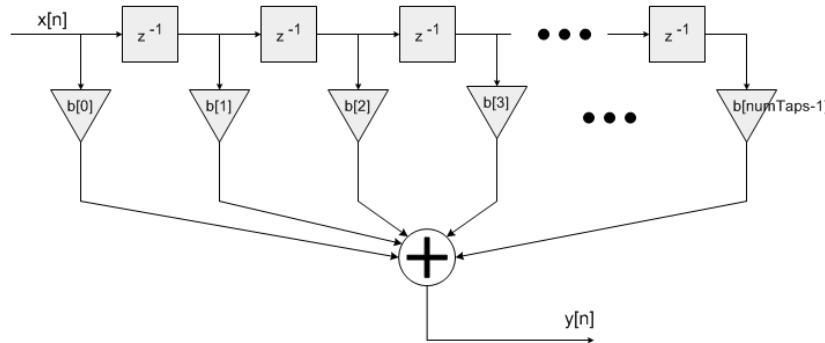 x[n]
z -1
z -1
z -1
z -1
b[0]
b[1]
b[2]
b[3]
b[numTaps-1]
y[n]